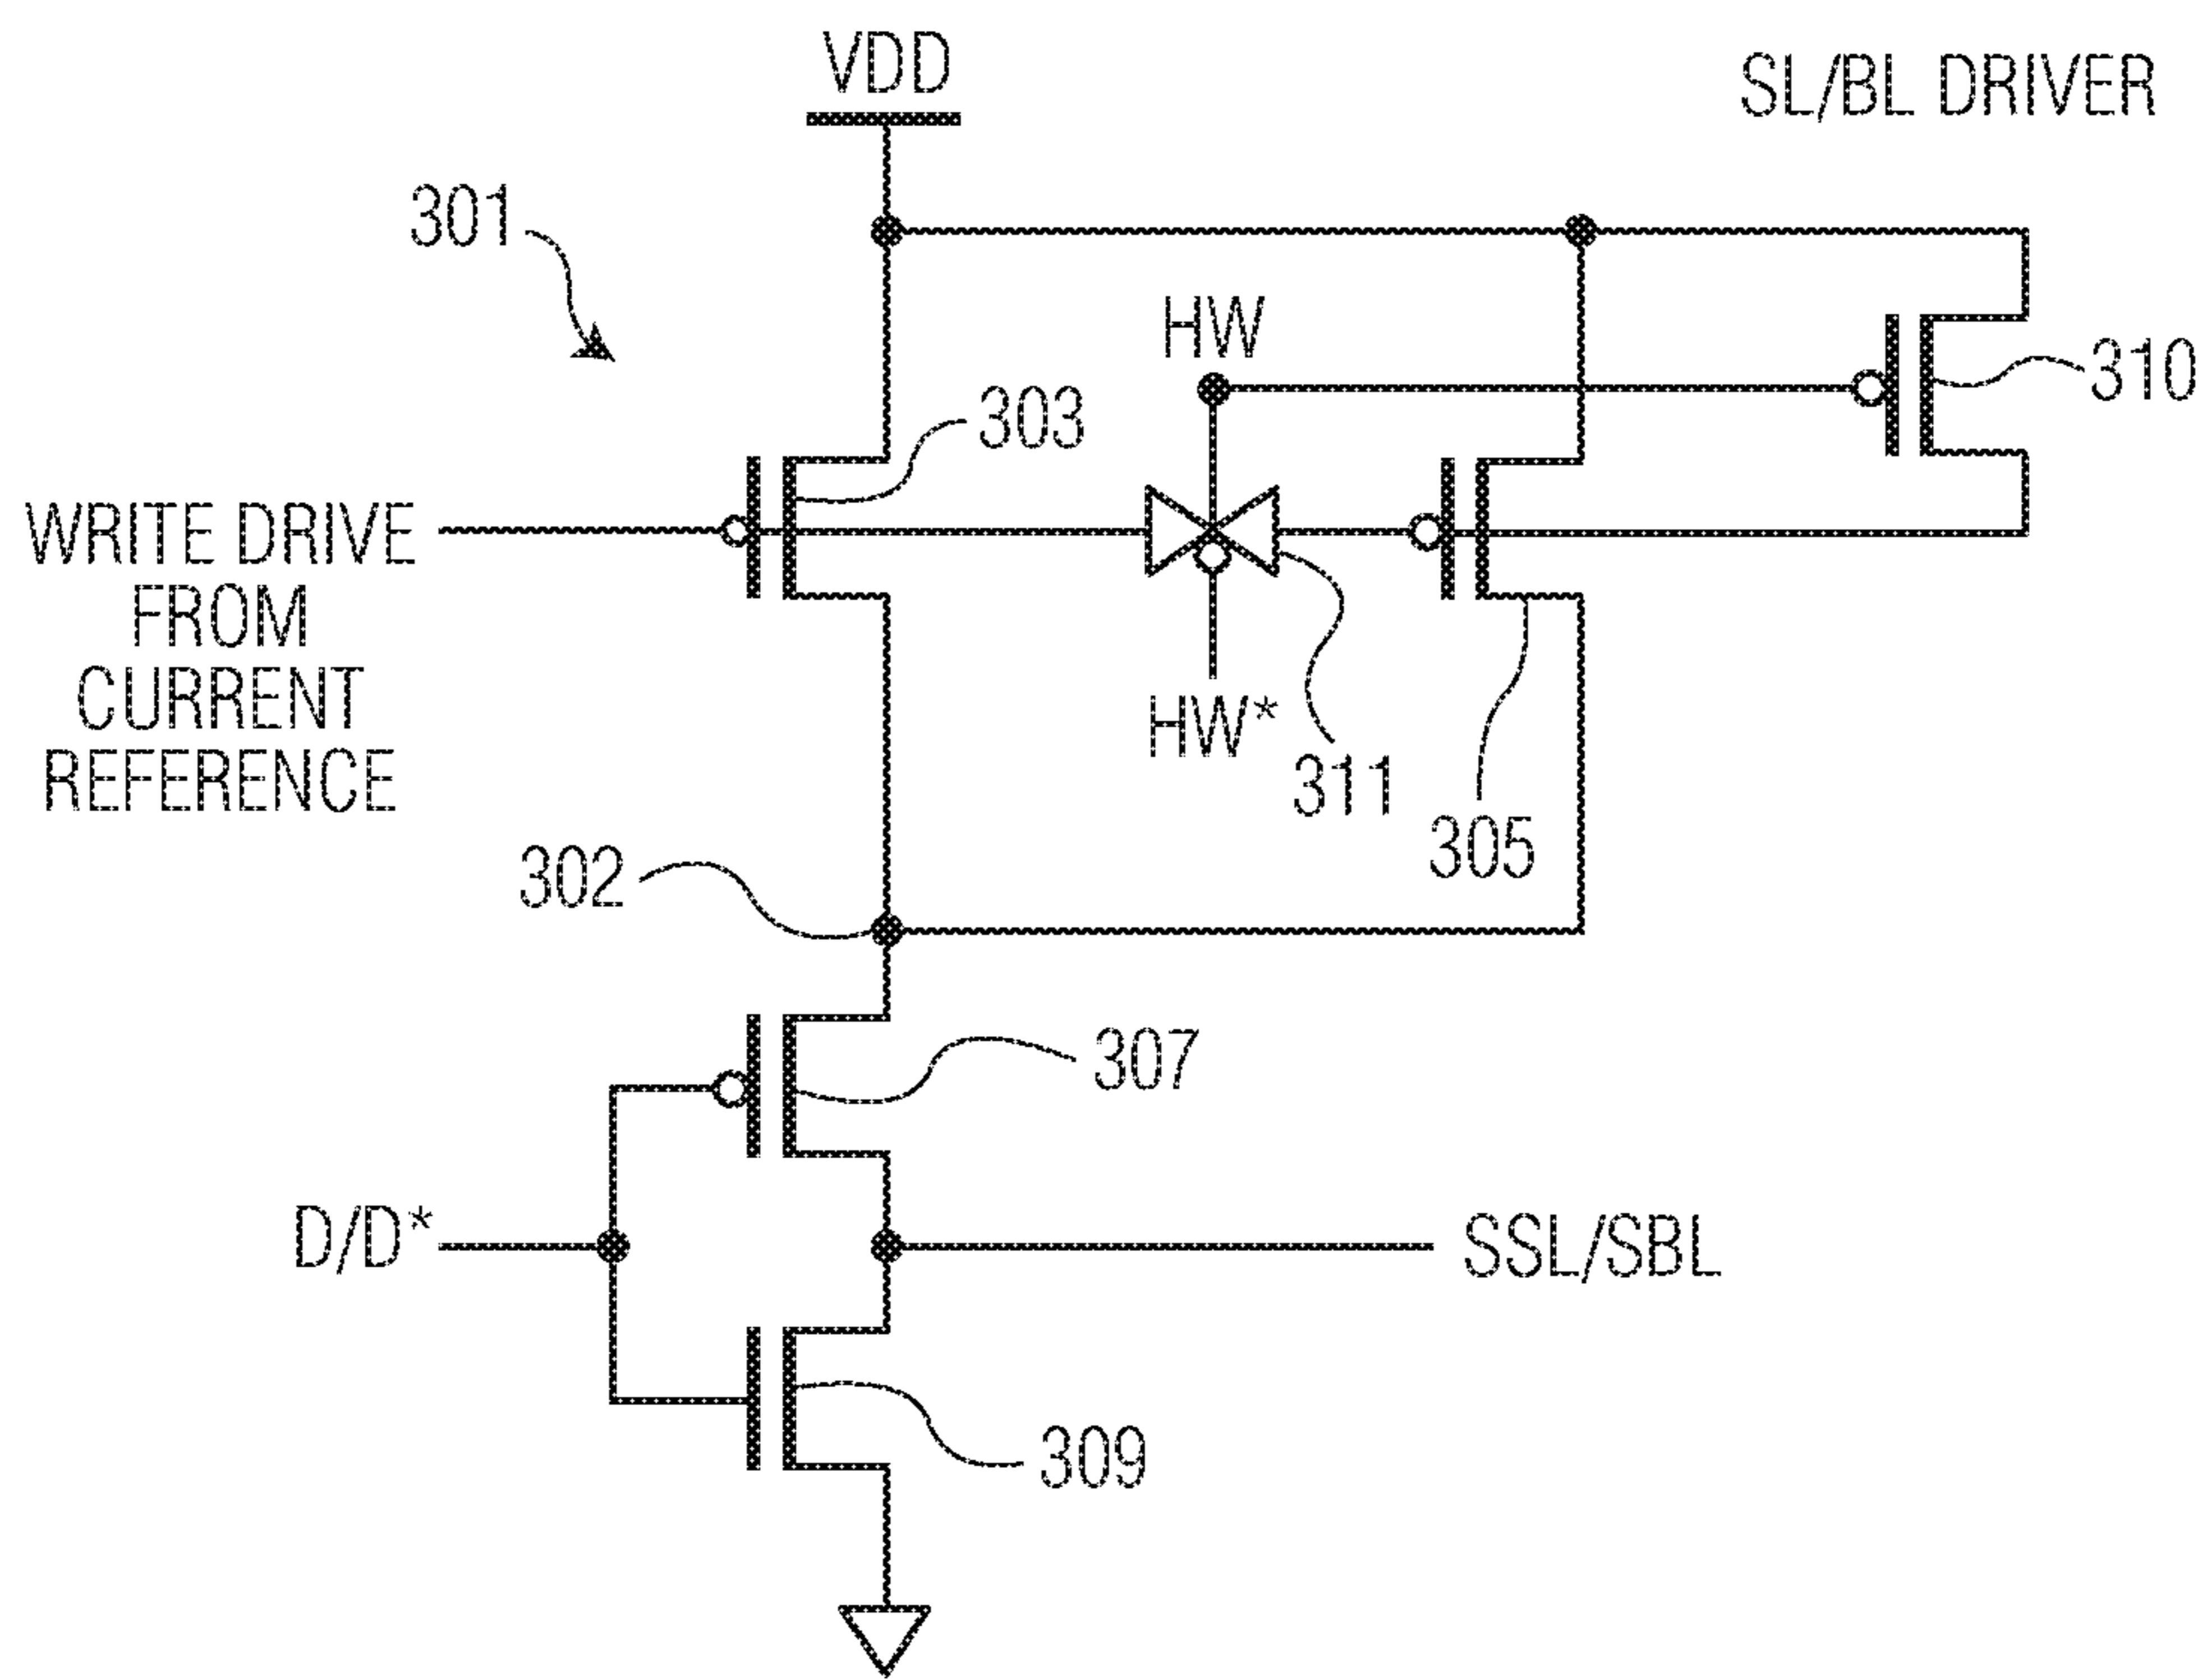 VDD
SL/BL DRIVER
301
HW
310
303
WRITE DRIVE
FROM
CURRENT
REFERENCE
HW*
311
305
302
307
D/D*
SSL/SBL
309